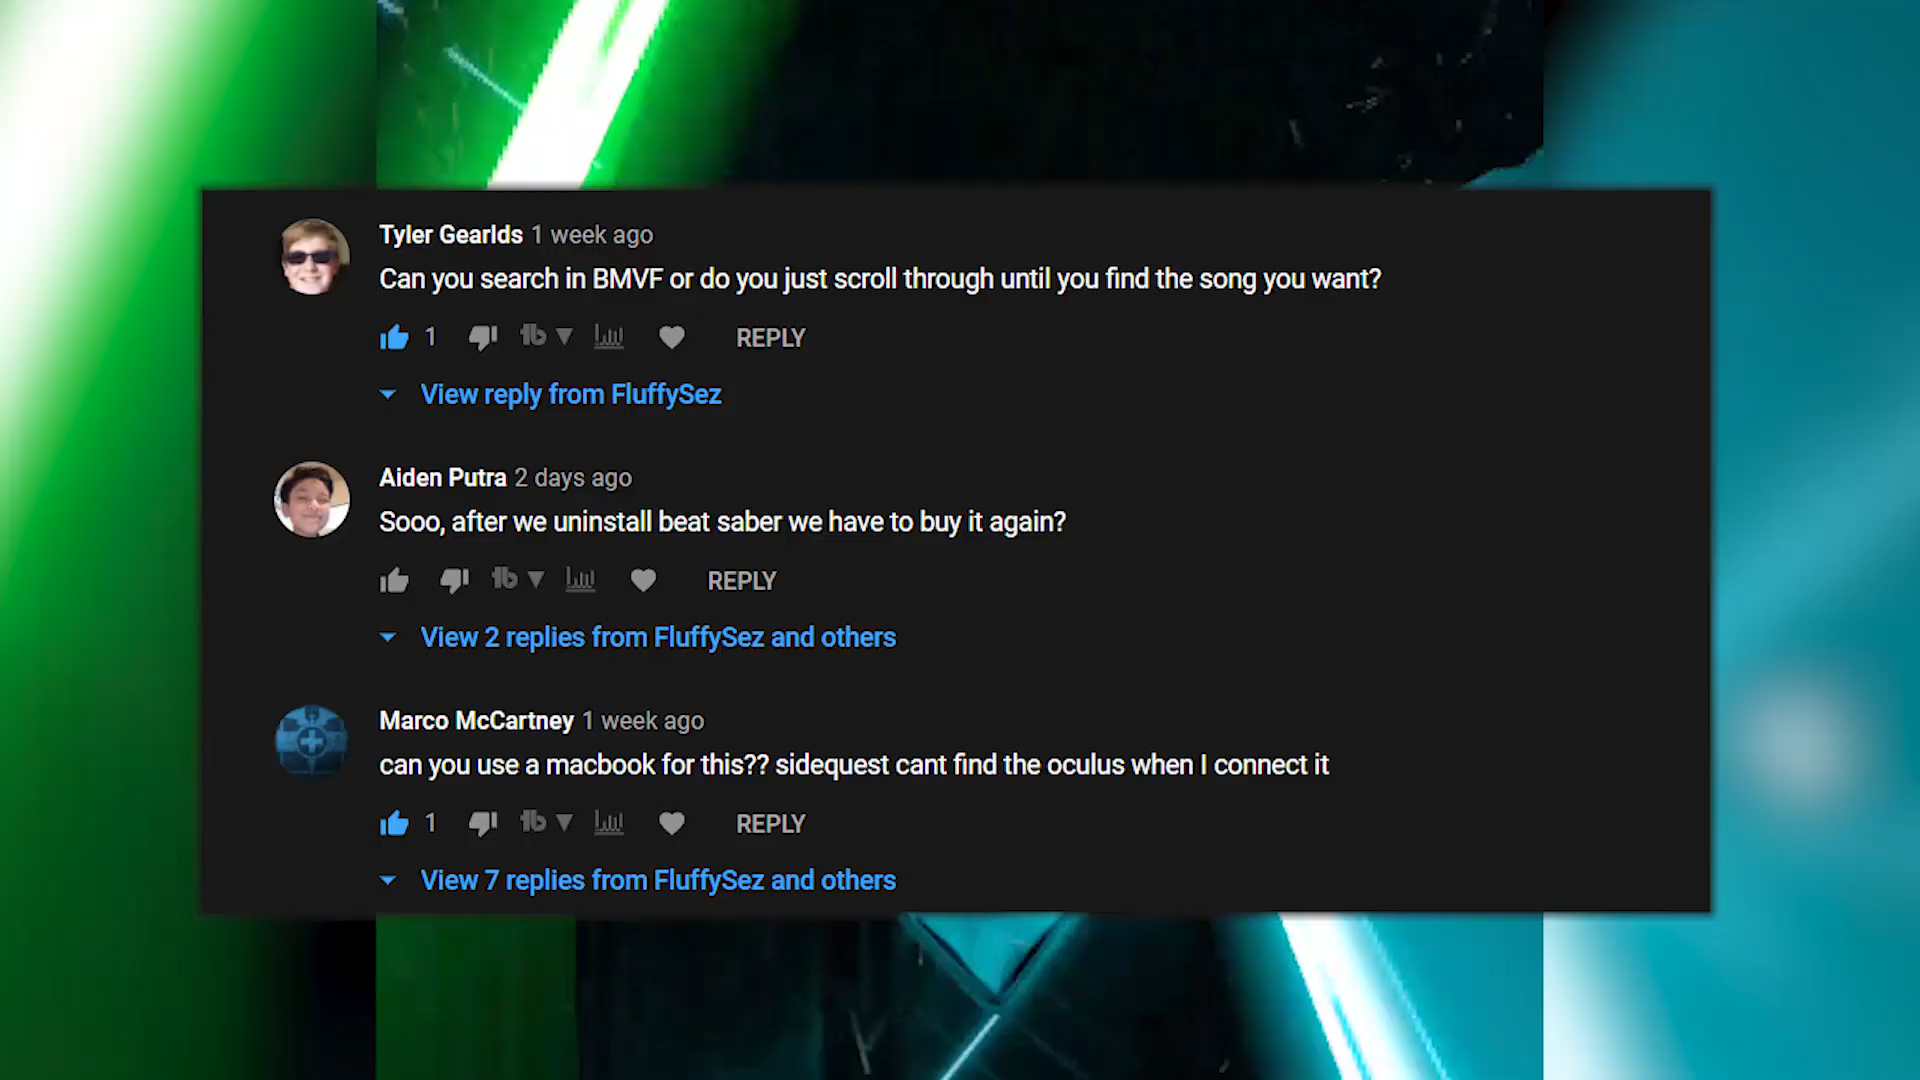 Tyler Gearlds 1 week ago
Can you search in BMVF or do you just scroll through until you find the song you want?
1 tb REPLY
View reply from FluffySez
Aiden Putra 2 days ago
Sooo, after we uninstall beat saber we have to buy it again?
tb REPLY
View 2 replies from FluffySez and others
Marco McCartney 1 week ago
can you use a macbook for this?? sidequest cant find the oculus when I connect it
1 tb REPLY
View 7 replies from FluffySez and others